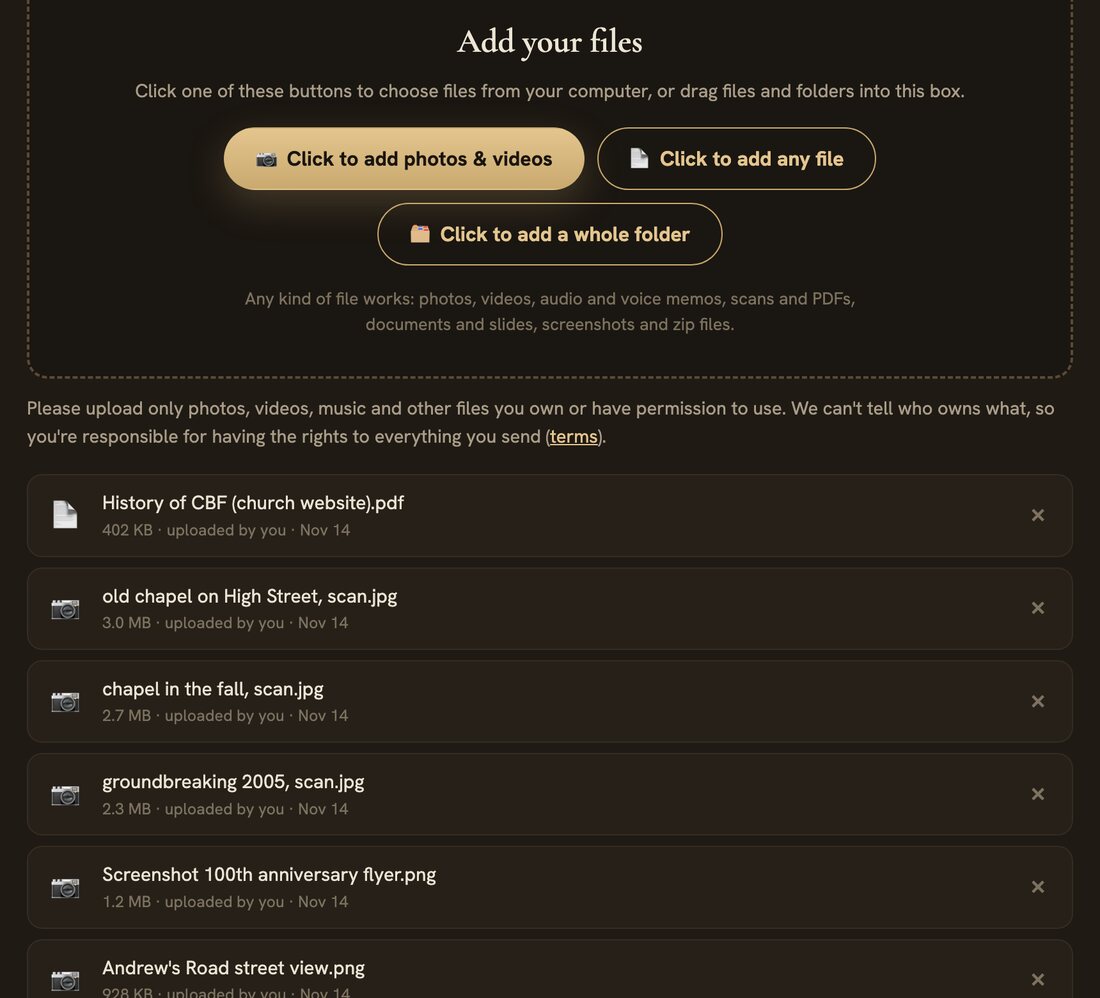 Add your files
Click one of these buttons to choose files from your computer, or drag files and folders into this box.
Click to add photos & videos
Click to add any file
Click to add a whole folder
Any kind of file works: photos, videos, audio and voice memos, scans and PDFs,
documents and slides, screenshots and zip files.
Please upload only photos, videos, music and other files you own or have permission to use. We can't tell who owns what, so
you're responsible for having the rights to everything you send (terms).
History of CBF (church website).pdf
402 KB · uploaded by you · Nov 14
old chapel on High Street, scan.jpg
3.0 MB · uploaded by you · Nov 14
chapel in the fall, scan.jpg
2.7 MB · uploaded by you · Nov 14
groundbreaking 2005, scan.jpg
2.3 MB · uploaded by you · Nov 14
Screenshot 100th anniversary flyer.png
1.2 MB · uploaded by you · Nov 14
Andrew's Road street view.png
928 KB · uploaded by you · Nov 14